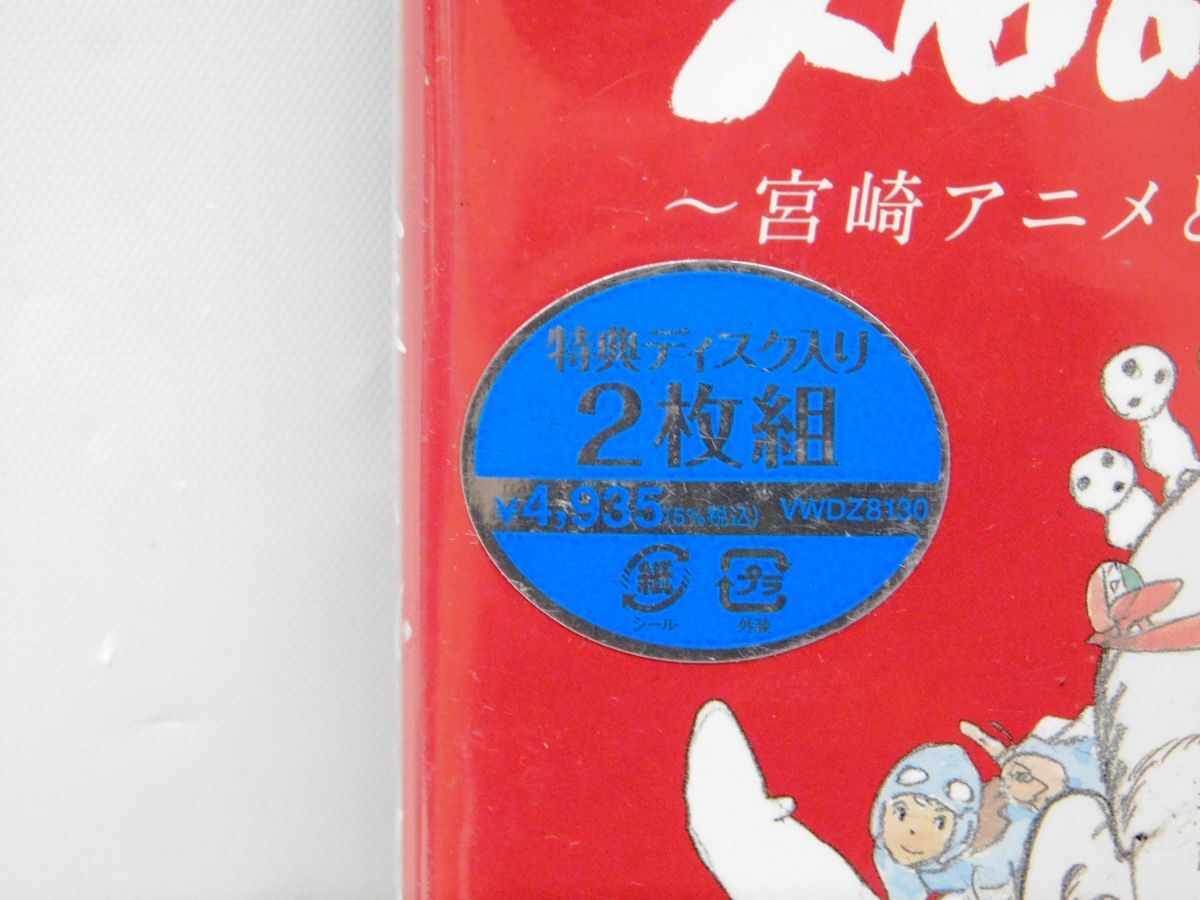 ～宮崎アニメと
特典ディスク入り
2枚組
¥4,935(5%税込) VWDZ8130
紙 プラ
シール 外装